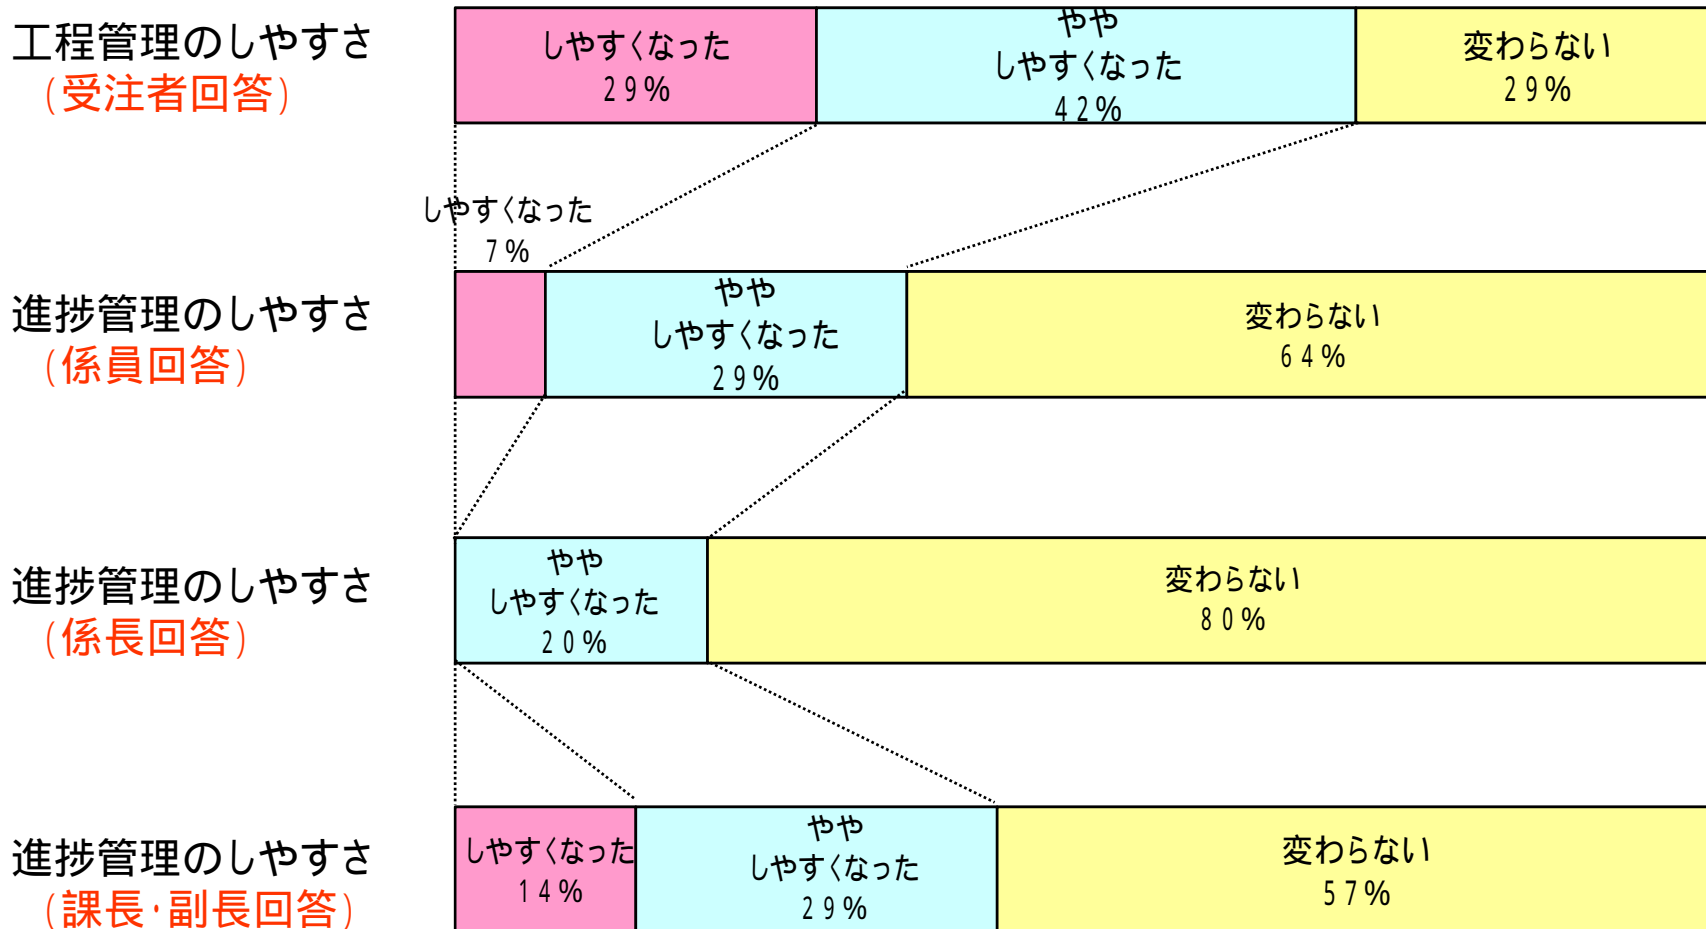 工程管理のしやすさ
(受注者回答)
しやすくなった
29%
やや
しやすくなった
42%
変わらない
29%
しやすくなった
7%
進捗管理のしやすさ
(係員回答)
やや
しやすくなった
29%
変わらない
64%
進捗管理のしやすさ
(係長回答)
やや
しやすくなった
20%
変わらない
80%
進捗管理のしやすさ
(課長・副長回答)
しやすくなった
14%
やや
しやすくなった
29%
変わらない
57%